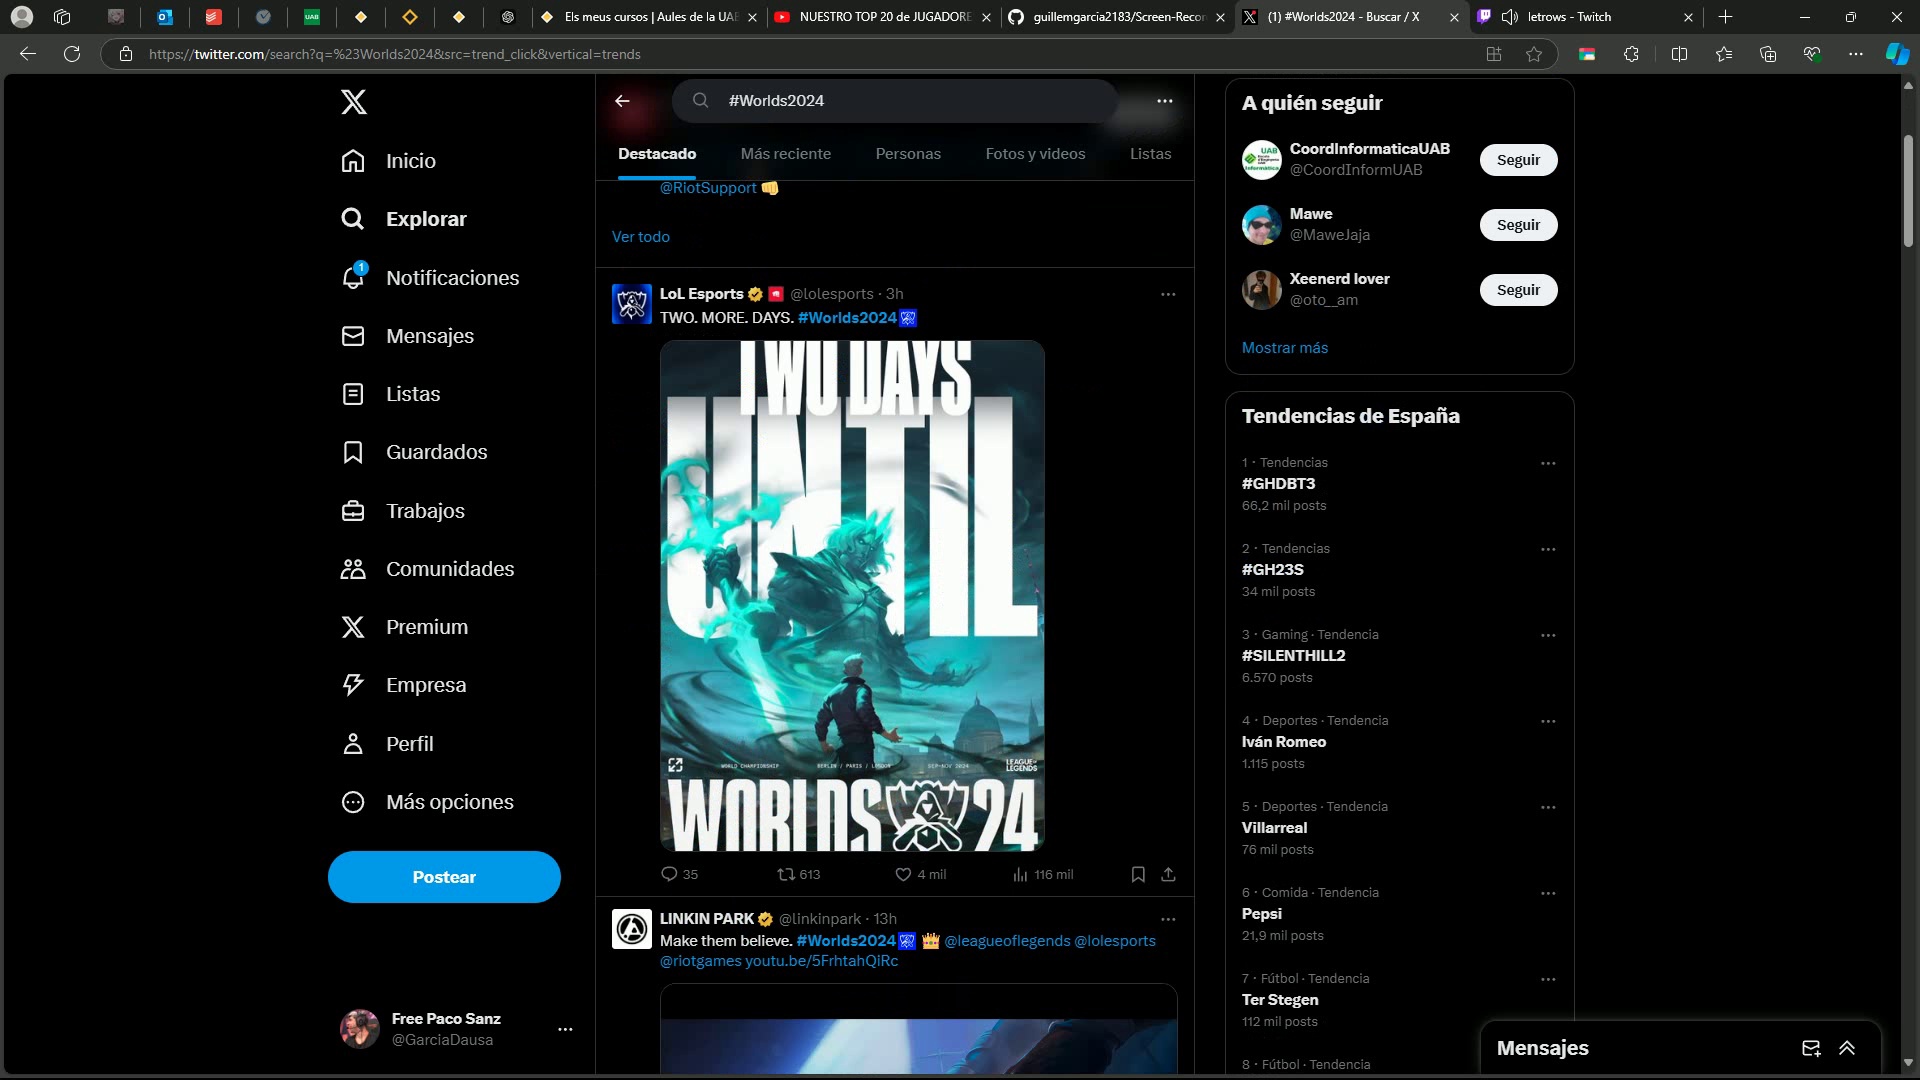 UAB
Els meus cursos | Aules de la UAB
NUESTRO TOP 20 de JUGADORE
guillemgarcia2183/Screen-Recor
(1) #Worlds2024 - Buscar / X
letrows - Twitch
https://twitter.com/search?q=%23Worlds2024&src=trend_click&vertical=trends
Inicio
Explorar
1
Notificaciones
Mensajes
Listas
Guardados
Trabajos
Comunidades
Premium
Empresa
Perfil
Más opciones
Postear
Free Paco Sanz
@GarciaDausa
#Worlds2024
Destacado
Más reciente
Personas
Fotos y videos
Listas
@RiotSupport 👊
Ver todo
LoL Esports @lolesports · 3h
TWO. MORE. DAYS. #Worlds2024
TWO DAYS
UNTIL
WORLD CHAMPIONSHIP
BERLIN / PARIS / LONDON
SEP-NOV 2024
LEAGUE OF
LEGENDS
WORLDS 24
35
613
4 mil
116 mil
LINKIN PARK @linkinpark · 13h
Make them believe. #Worlds2024 👑 @leagueoflegends @lolesports
@riotgames youtu.be/5FrhtahQiRc
A quién seguir
UAB
CoordInformaticaUAB
@CoordInformUAB
Seguir
Mawe
@MaweJaja
Seguir
Xeenerd lover
@oto__am
Seguir
Mostrar más
Tendencias de España
1 · Tendencias
#GHDBT3
66,2 mil posts
2 · Tendencias
#GH23S
34 mil posts
3 · Gaming · Tendencia
#SILENTHILL2
6.570 posts
4 · Deportes · Tendencia
Iván Romeo
1.115 posts
5 · Deportes · Tendencia
Villarreal
76 mil posts
6 · Comida · Tendencia
Pepsi
21,9 mil posts
7 · Fútbol · Tendencia
Ter Stegen
112 mil posts
8 · Fútbol · Tendencia
Mensajes